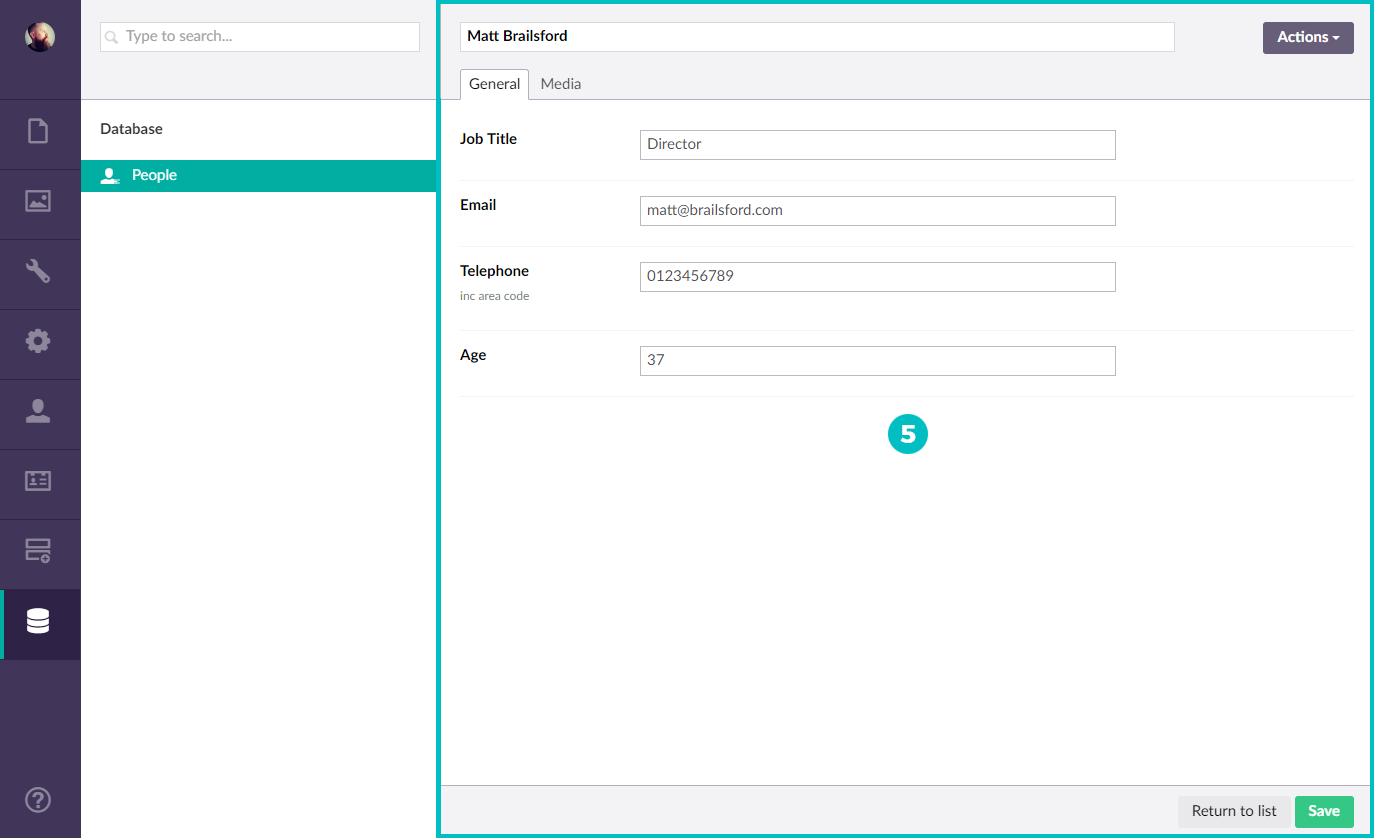 Type to search...
Database
People
Matt Brailsford
Actions
General
Media
Job Title
Director
Email
matt@brailsford.com
Telephone
0123456789
inc area code
Age
37
5
Return to list
Save
?